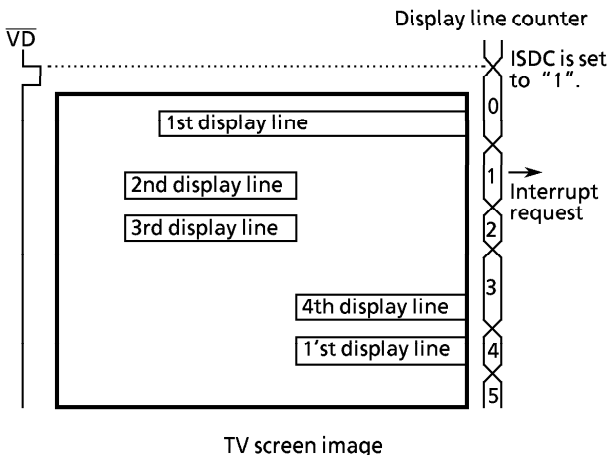 Display line counter
VD
ISDC is set
to "1".
0
1st display line
1
2nd display line
Interrupt
request
3rd display line
2
3
4th display line
1'st display line
4
5
TV screen image